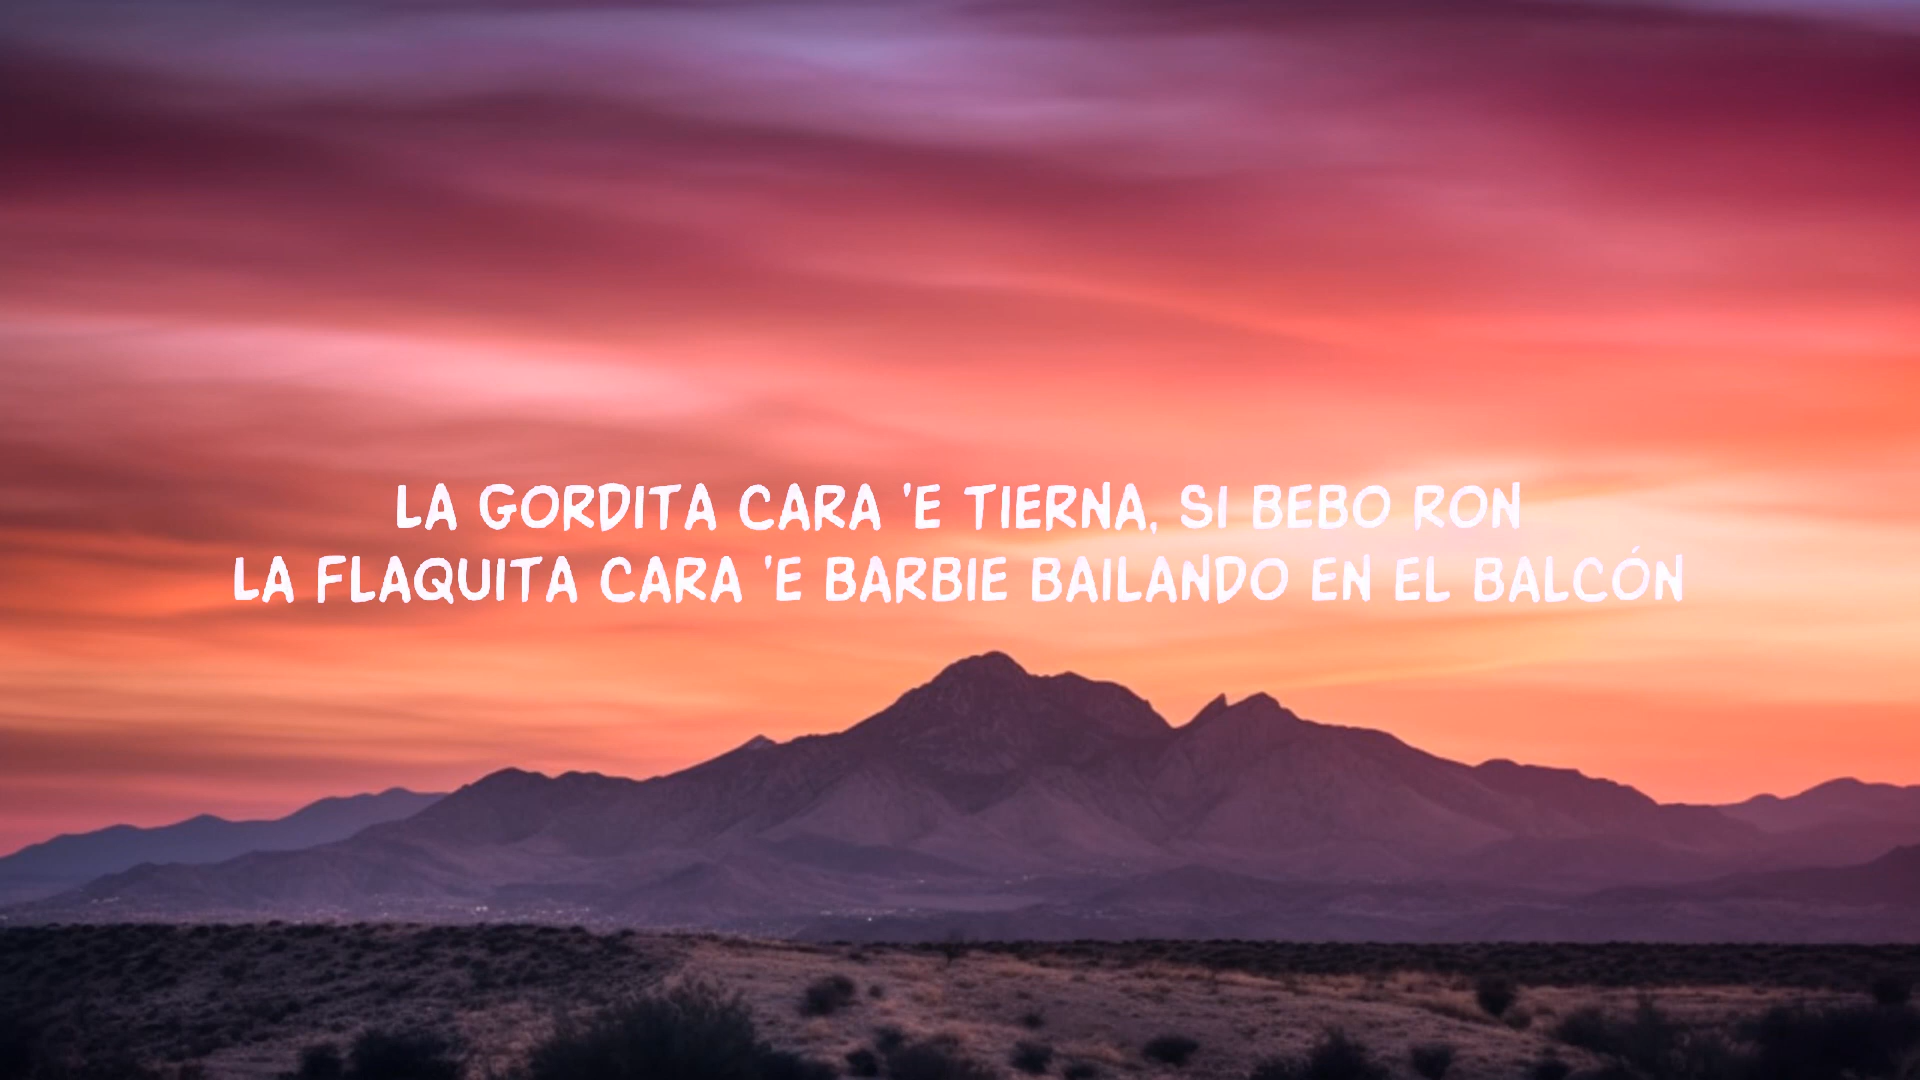 LA GORDITA CARA 'E TIERNA, SI BEBO RON
LA FLAQUITA CARA 'E BARBIE BAILANDO EN EL BALCÓN